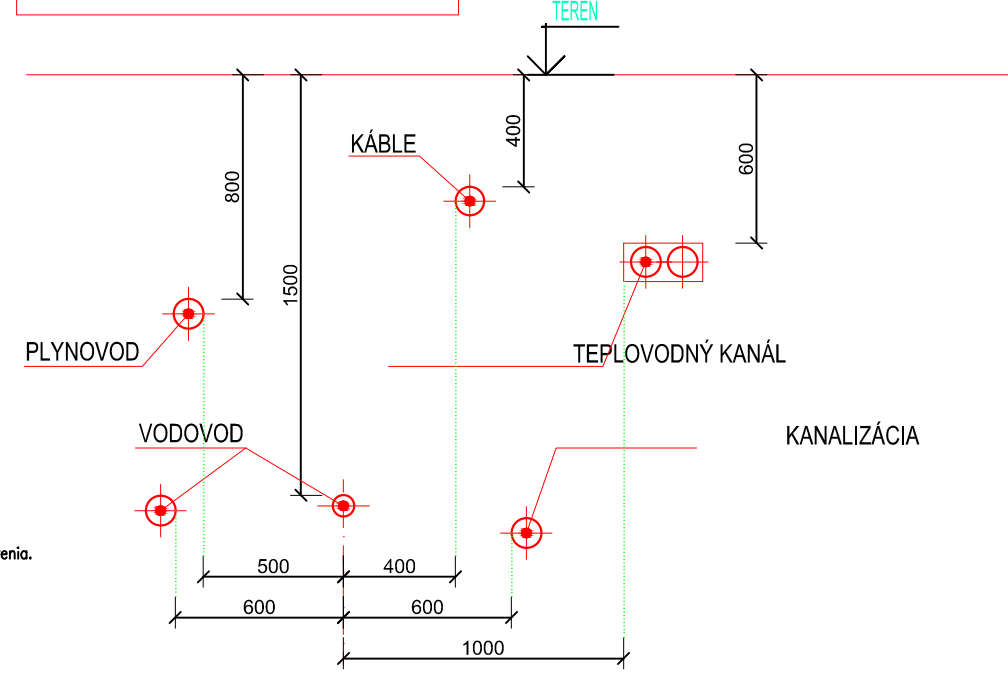 TEREN
KÁBLE
400
600
800
1500
PLYNOVOD
TEPLOVODNÝ KANÁL
VODOVOD
KANALIZÁCIA
enia.
500
400
600
600
1000